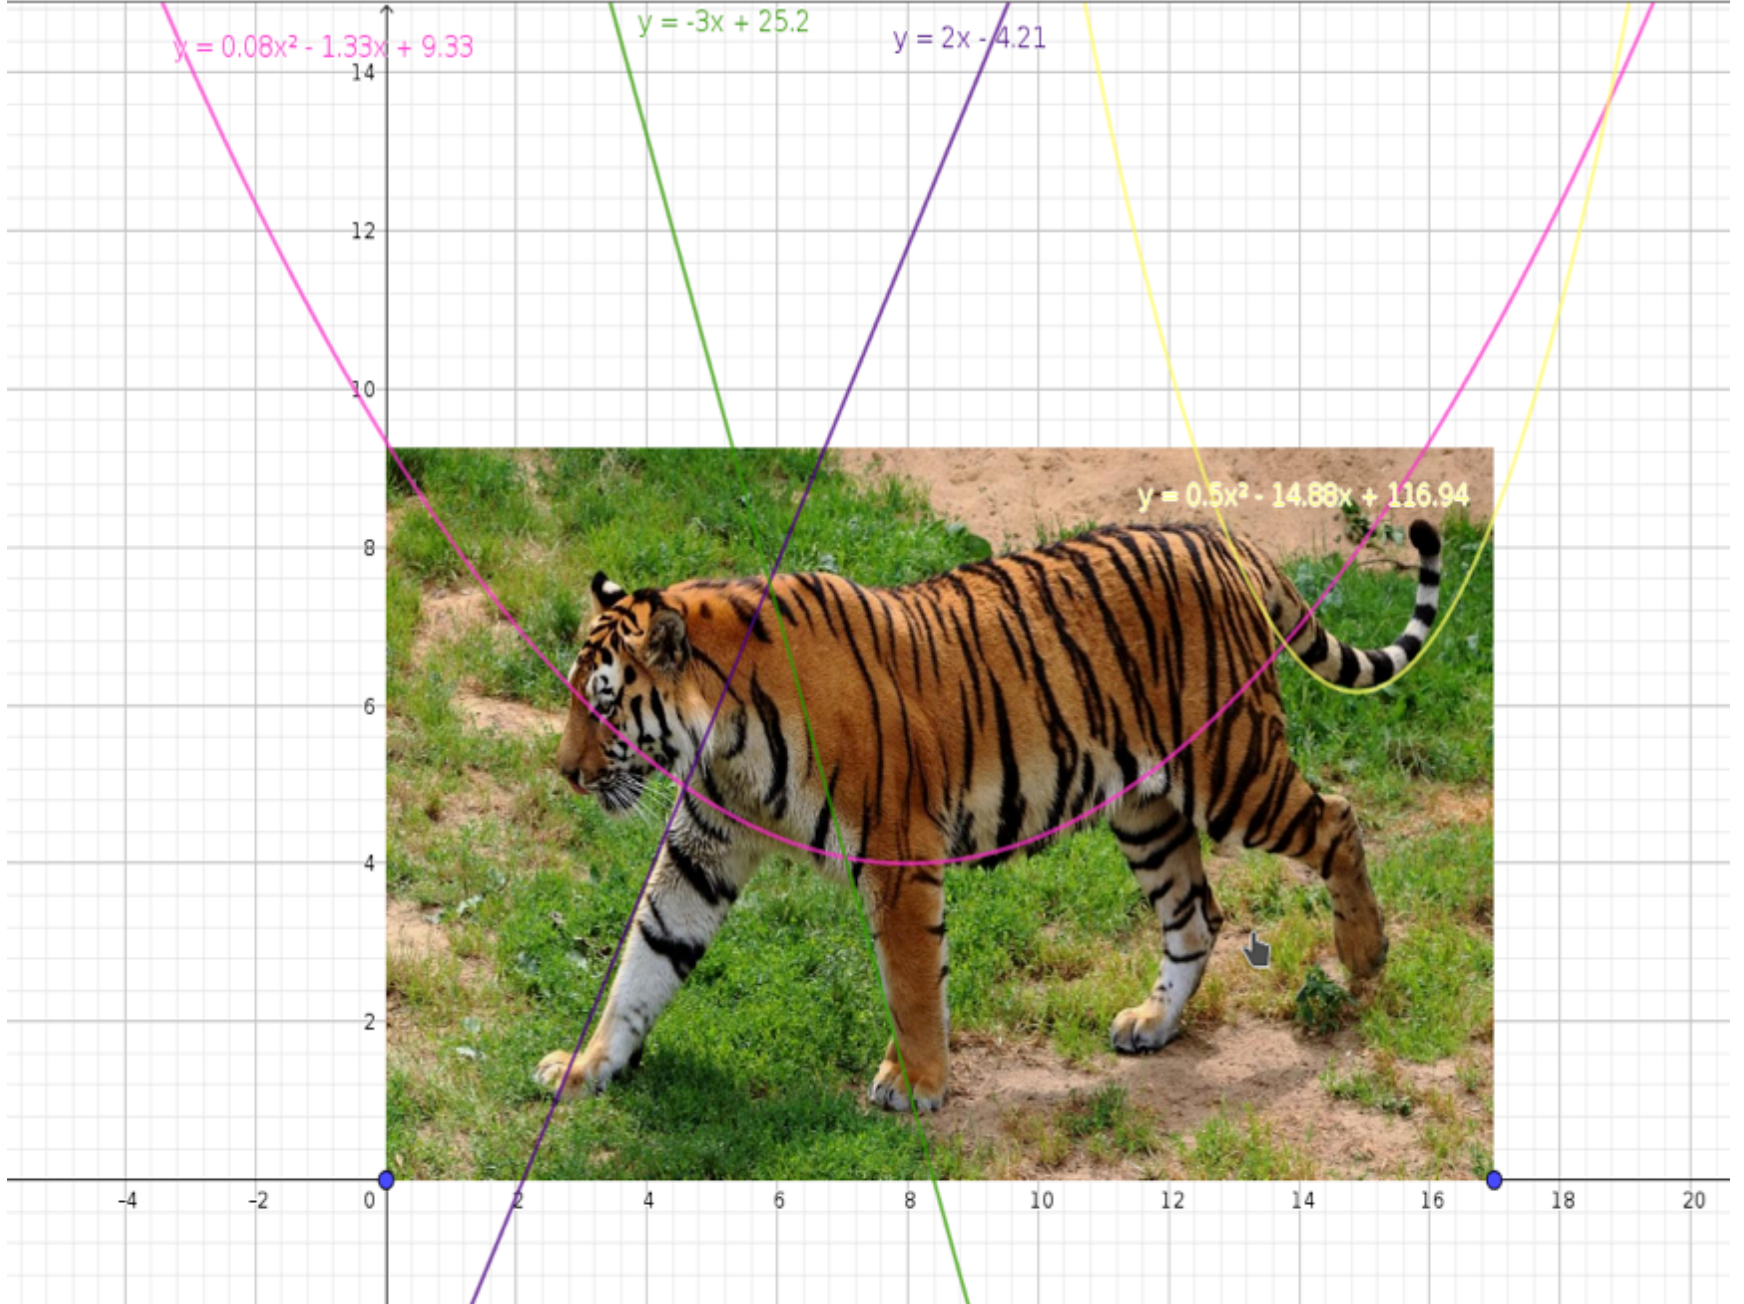 y = -3x + 25.2
y = 2x - 4.21
y = 0.08x² - 1.33x + 9.33
14
12
10
y = 0.5x² - 14.88x + 116.94
8
6
4
2
-4 -2 0 2 4 6 8 10 12 14 16 18 20